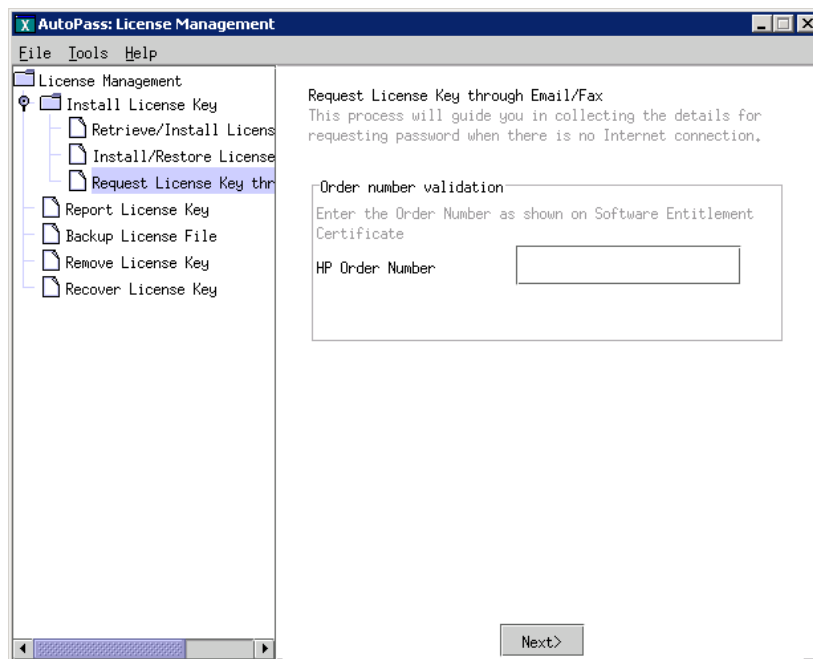 AutoPass: License Management
File Tools Help
License Management
Install License Key
Retrieve/Install Licens
Install/Restore License
Request License Key thr
Report License Key
Backup License File
Remove License Key
Recover License Key
Request License Key through Email/Fax
This process will guide you in collecting the details for
requesting password when there is no Internet connection.
Order number validation
Enter the Order Number as shown on Software Entitlement
Certificate
HP Order Number
Next>